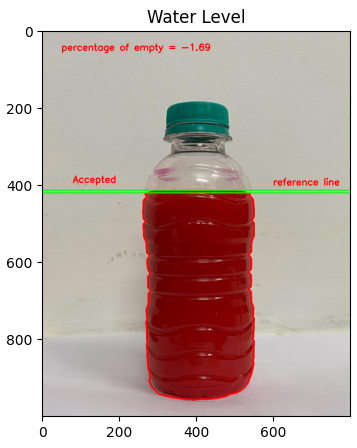 Water Level
0
percentage of empty = -1.69
200
400
Accepted
reference line
600
800
0
200
400
600